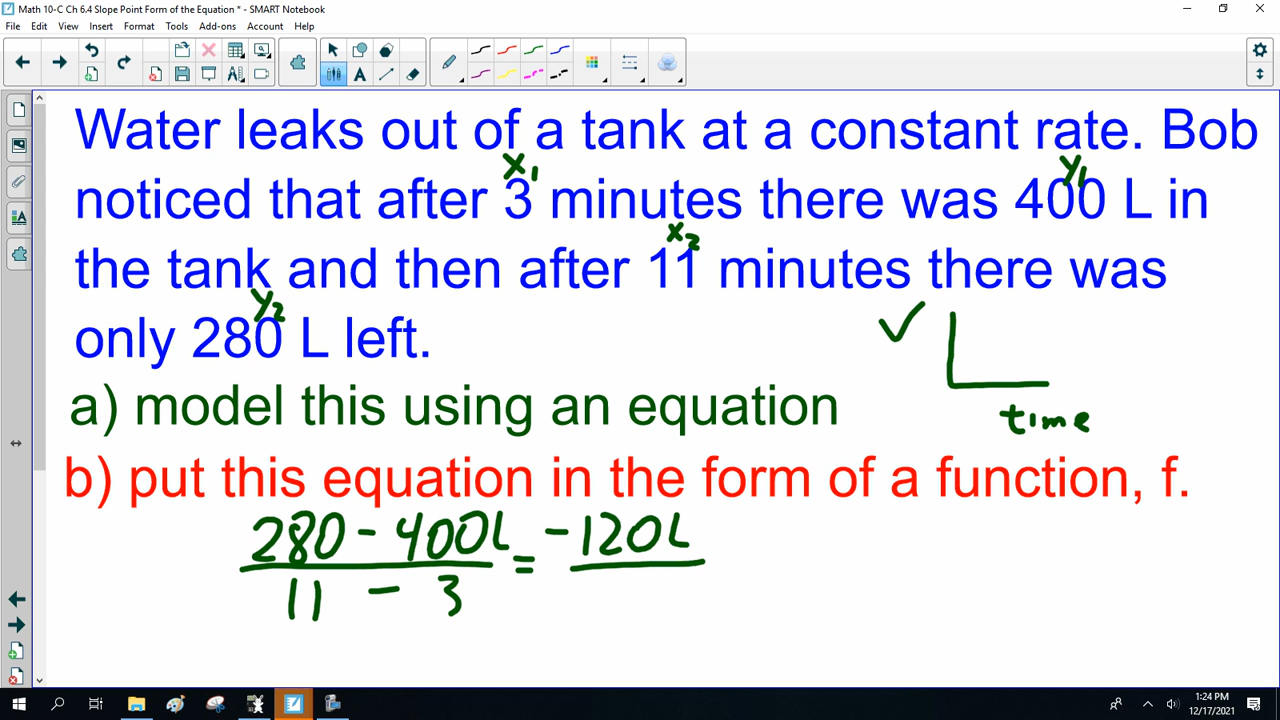 Math 10-C Ch 6.4 Slope Point Form of the Equation * - SMART Notebook
File Edit View Insert Format Tools Add-ons Account Help
Water leaks out of a tank at a constant rate. Bob
x₁ y₁
noticed that after 3 minutes there was 400 L in
x₂
the tank and then after 11 minutes there was
y₂
only 280 L left.
a) model this using an equation
time
b) put this equation in the form of a function, f.
280 - 400L = -120L
11 - 3
1:24 PM
12/17/2021